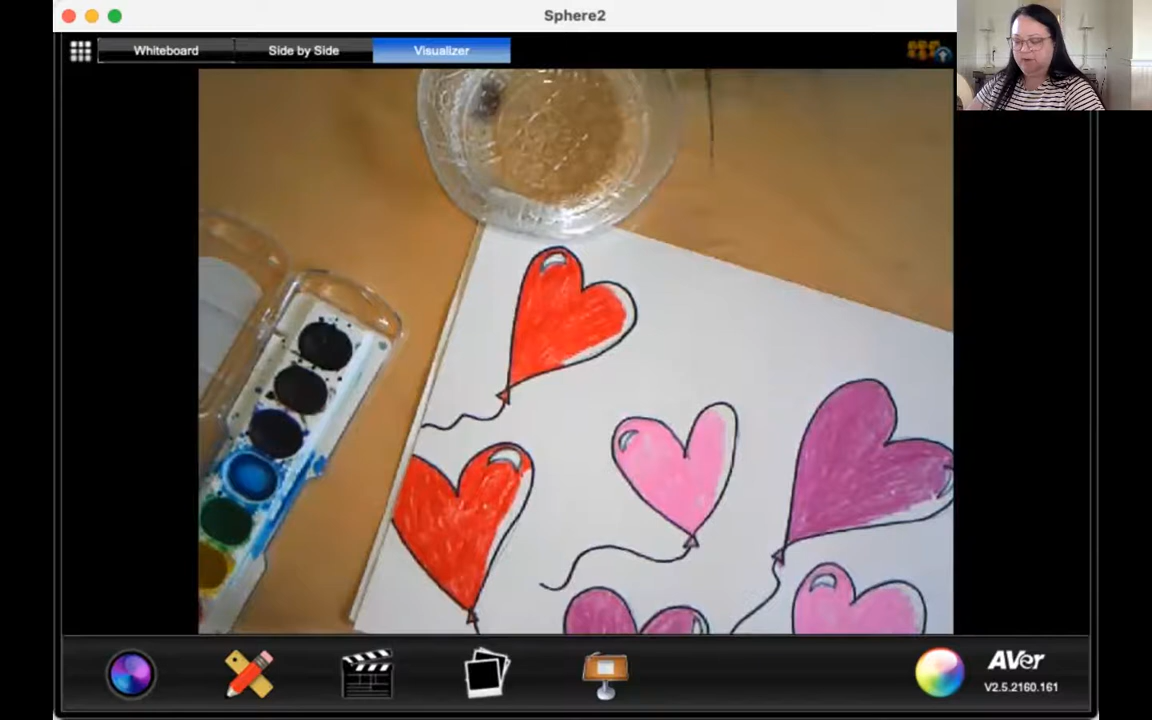 Sphere2
Whiteboard
Side by Side
Visualizer
AVer
V2.5.2160.161